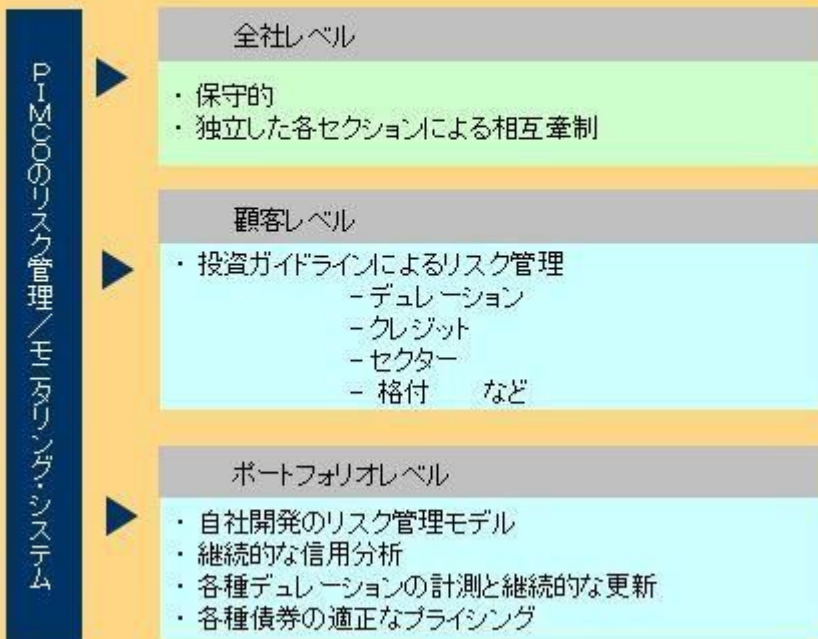 PIMCOのリスク管理／モニタリング・システム
全社レベル
・ 保守的
・ 独立した各セクションによる相互牽制
顧客レベル
・ 投資ガイドラインによるリスク管理
－デュレーション
－クレジット
－セクター
－ 格付　　など
ポートフォリオレベル
・ 自社開発のリスク管理モデル
・ 継続的な信用分析
・ 各種デュレーションの計測と継続的な更新
・ 各種債券の適正なプライシング